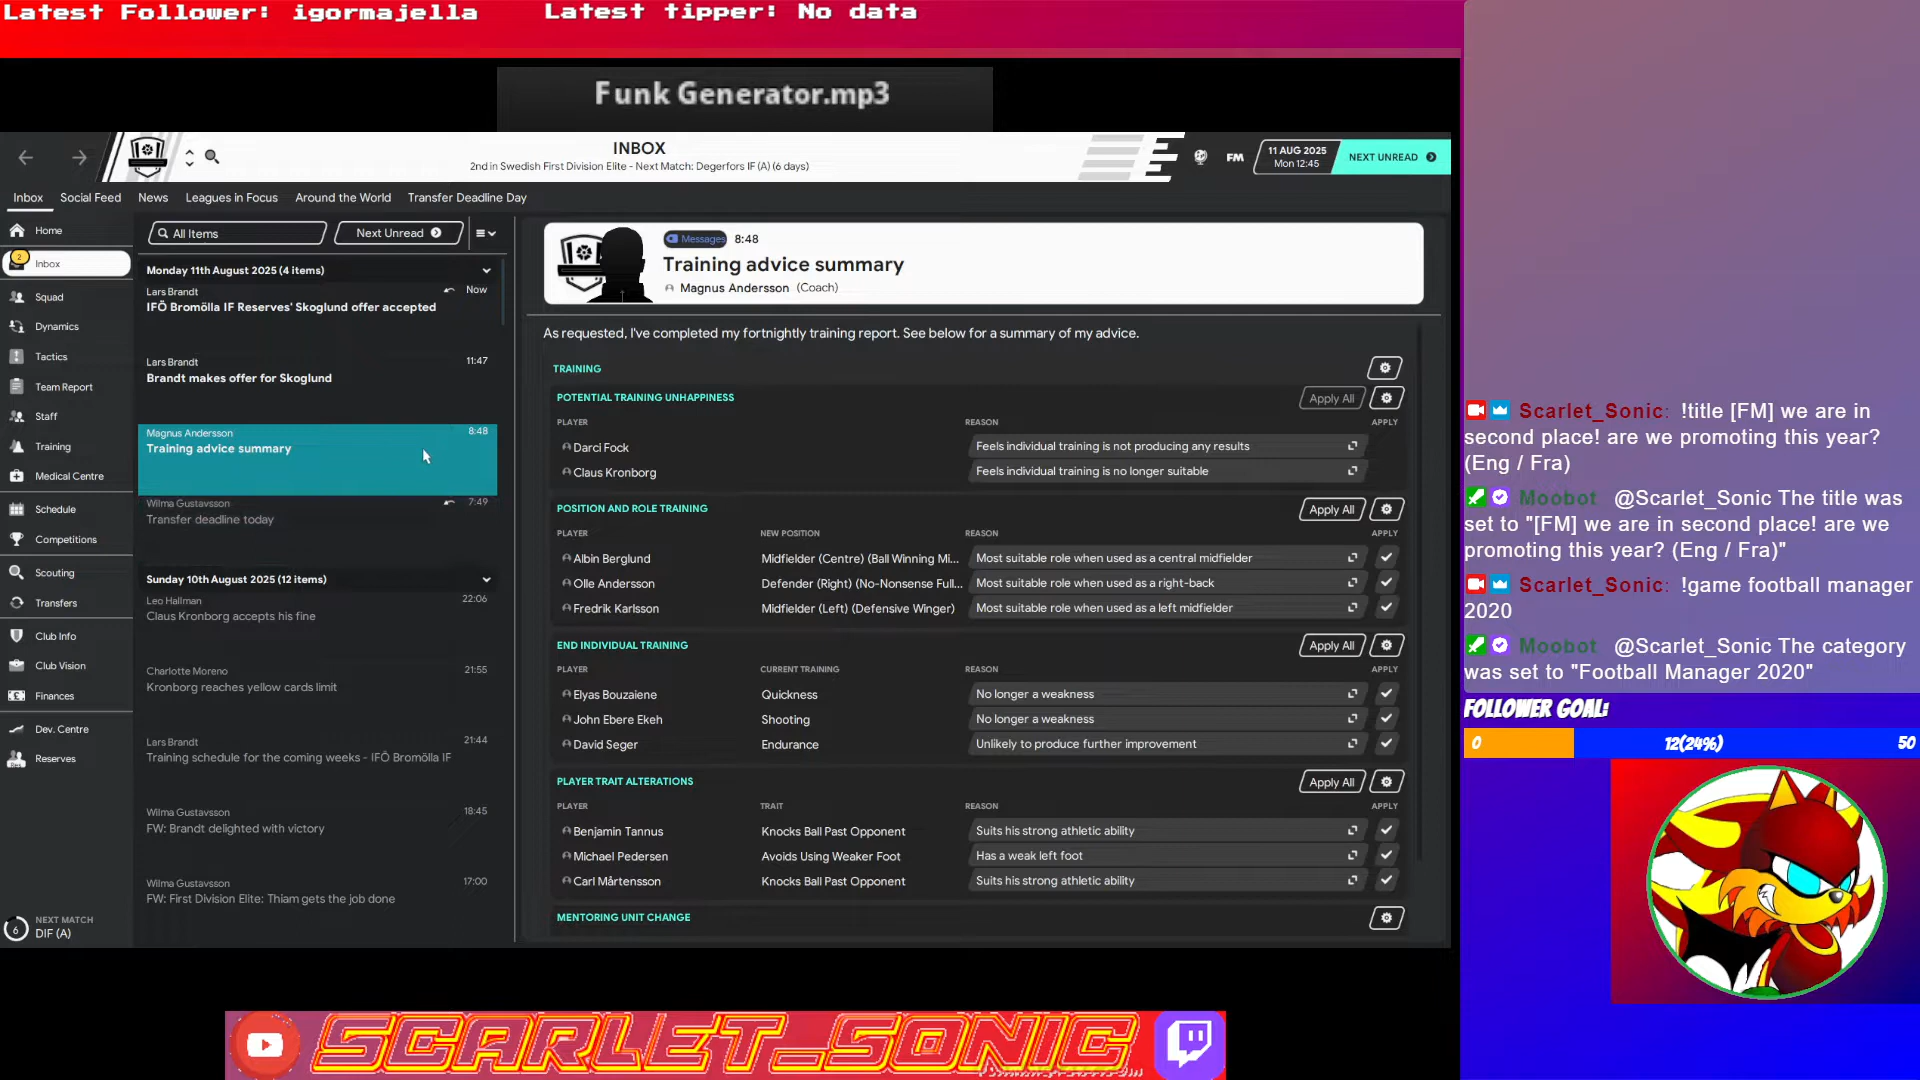 Latest Follower: igormajella
Latest tipper: No data
Funk Generator.mp3
INBOX
2nd in Swedish First Division Elite - Next Match: Degerfors IF (A) (6 days)
FM
11 AUG 2025
Mon 12:45
NEXT UNREAD
Inbox
Social Feed
News
Leagues in Focus
Around the World
Transfer Deadline Day
Home
2
Inbox
Squad
Dynamics
Tactics
Team Report
Staff
Training
Medical Centre
Schedule
Competitions
Scouting
Transfers
Club Info
Club Vision
Finances
Dev. Centre
Reserves
6
NEXT MATCH
DIF (A)
All Items
Next Unread
Monday 11th August 2025 (4 items)
Lars Brandt
Now
IFÖ Bromölla IF Reserves' Skoglund offer accepted
Lars Brandt
11:47
Brandt makes offer for Skoglund
Magnus Andersson
8:48
Training advice summary
Wilma Gustavsson
7:49
Transfer deadline today
Sunday 10th August 2025 (12 items)
Leo Hallman
22:06
Claus Kronborg accepts his fine
Charlotte Moreno
21:55
Kronborg reaches yellow cards limit
Lars Brandt
21:44
Training schedule for the coming weeks - IFÖ Bromölla IF
Wilma Gustavsson
18:45
FW: Brandt delighted with victory
Wilma Gustavsson
17:00
FW: First Division Elite: Thiam gets the job done
Messages
8:48
Training advice summary
Magnus Andersson (Coach)
As requested, I've completed my fortnightly training report. See below for a summary of my advice.
TRAINING
POTENTIAL TRAINING UNHAPPINESS
Apply All
PLAYER REASON APPLY
Darci Fock Feels individual training is not producing any results
Claus Kronborg Feels individual training is no longer suitable
POSITION AND ROLE TRAINING
Apply All
PLAYER NEW POSITION REASON APPLY
Albin Berglund Midfielder (Centre) (Ball Winning Mi... Most suitable role when used as a central midfielder
Olle Andersson Defender (Right) (No-Nonsense Full... Most suitable role when used as a right-back
Fredrik Karlsson Midfielder (Left) (Defensive Winger) Most suitable role when used as a left midfielder
END INDIVIDUAL TRAINING
Apply All
PLAYER CURRENT TRAINING REASON APPLY
Elyas Bouzaiene Quickness No longer a weakness
John Ebere Ekeh Shooting No longer a weakness
David Seger Endurance Unlikely to produce further improvement
PLAYER TRAIT ALTERATIONS
Apply All
PLAYER TRAIT REASON APPLY
Benjamin Tannus Knocks Ball Past Opponent Suits his strong athletic ability
Michael Pedersen Avoids Using Weaker Foot Has a weak left foot
Carl Mårtensson Knocks Ball Past Opponent Suits his strong athletic ability
MENTORING UNIT CHANGE
Scarlet_Sonic: !title [FM] we are in
second place! are we promoting this year?
(Eng / Fra)
Moobot @Scarlet_Sonic The title was
set to "[FM] we are in second place! are we
promoting this year? (Eng / Fra)"
Scarlet_Sonic: !game football manager
2020
Moobot @Scarlet_Sonic The category
was set to "Football Manager 2020"
FOLLOWER GOAL:
0 12(24%) 50
SCARLET_SONIC